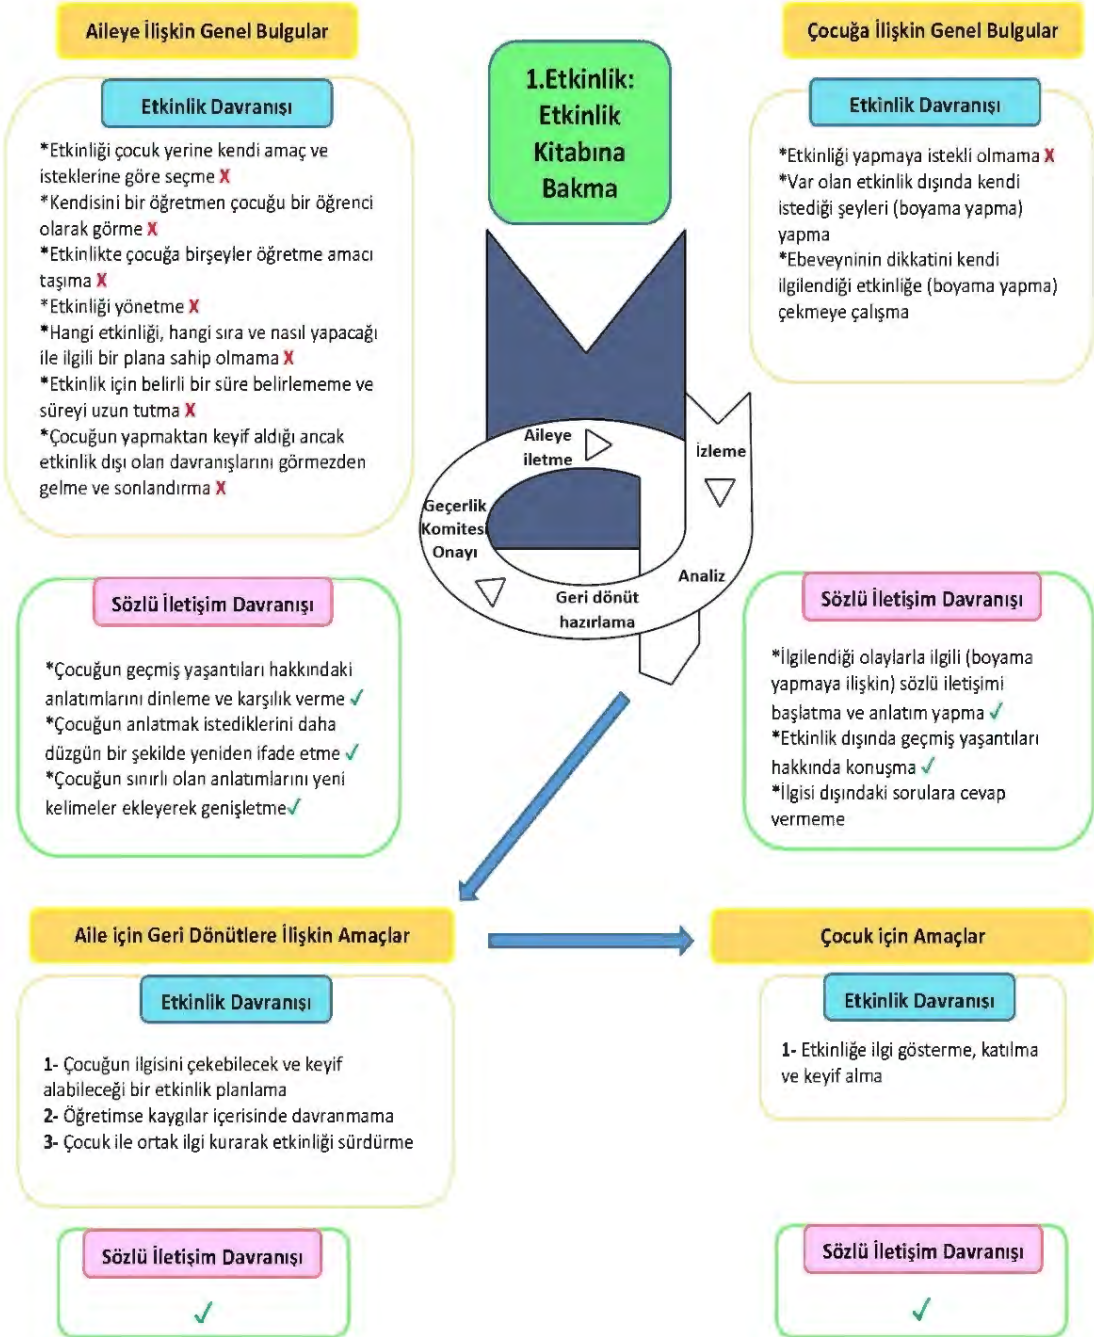 Aileye İlişkin Genel Bulgular
Etkinlik Davranışı
*Etkinliği çocuk yerine kendi amaç ve
isteklerine göre seçme X
*Kendisini bir öğretmen çocuğu bir öğrenci
olarak görme X
*Etkinlikte çocuğa birşeyler öğretme amacı
taşıma X
*Etkinliği yönetme X
*Hangi etkinliği, hangi sıra ve nasıl yapacağı
ile ilgili bir plana sahip olmama X
*Etkinlik için belirli bir süre belirlememe ve
süreyi uzun tutma X
*Çocuğun yapmaktan keyif aldığı ancak
etkinlik dışı olan davranışlarını görmezden
gelme ve sonlandırma X
Sözlü İletişim Davranışı
*Çocuğun geçmiş yaşantıları hakkındaki
anlatımlarını dinleme ve karşılık verme ✓
*Çocuğun anlatmak istediklerini daha
düzgün bir şekilde yeniden ifade etme ✓
*Çocuğun sınırlı olan anlatımlarını yeni
kelimeler ekleyerek genişletme✓
1.Etkinlik:
Etkinlik
Kitabına
Bakma
Aileye
iletme
İzleme
Geçerlik
Komitesi
Onayı
Analiz
Geri dönüt
hazırlama
Çocuğa İlişkin Genel Bulgular
Etkinlik Davranışı
*Etkinliği yapmaya istekli olmama X
*Var olan etkinlik dışında kendi
istediği şeyleri (boyama yapma)
yapma
*Ebeveyninin dikkatini kendi
ilgilendiği etkinliğe (boyama yapma)
çekmeye çalışma
Sözlü İletişim Davranışı
*İlgilendiği olaylarla ilgili (boyama
yapmaya ilişkin) sözlü iletişimi
başlatma ve anlatım yapma ✓
*Etkinlik dışında geçmiş yaşantıları
hakkında konuşma ✓
*İlgisi dışındaki sorulara cevap
vermeme
Aile için Geri Dönütlere İlişkin Amaçlar
Etkinlik Davranışı
1- Çocuğun ilgisini çekebilecek ve keyif
alabileceği bir etkinlik planlama
2- Öğretimse kaygılar içerisinde davranmama
3- Çocuk ile ortak ilgi kurarak etkinliği sürdürme
Sözlü İletişim Davranışı
✓
Çocuk için Amaçlar
Etkinlik Davranışı
1- Etkinliğe ilgi gösterme, katılma
ve keyif alma
Sözlü İletişim Davranışı
✓